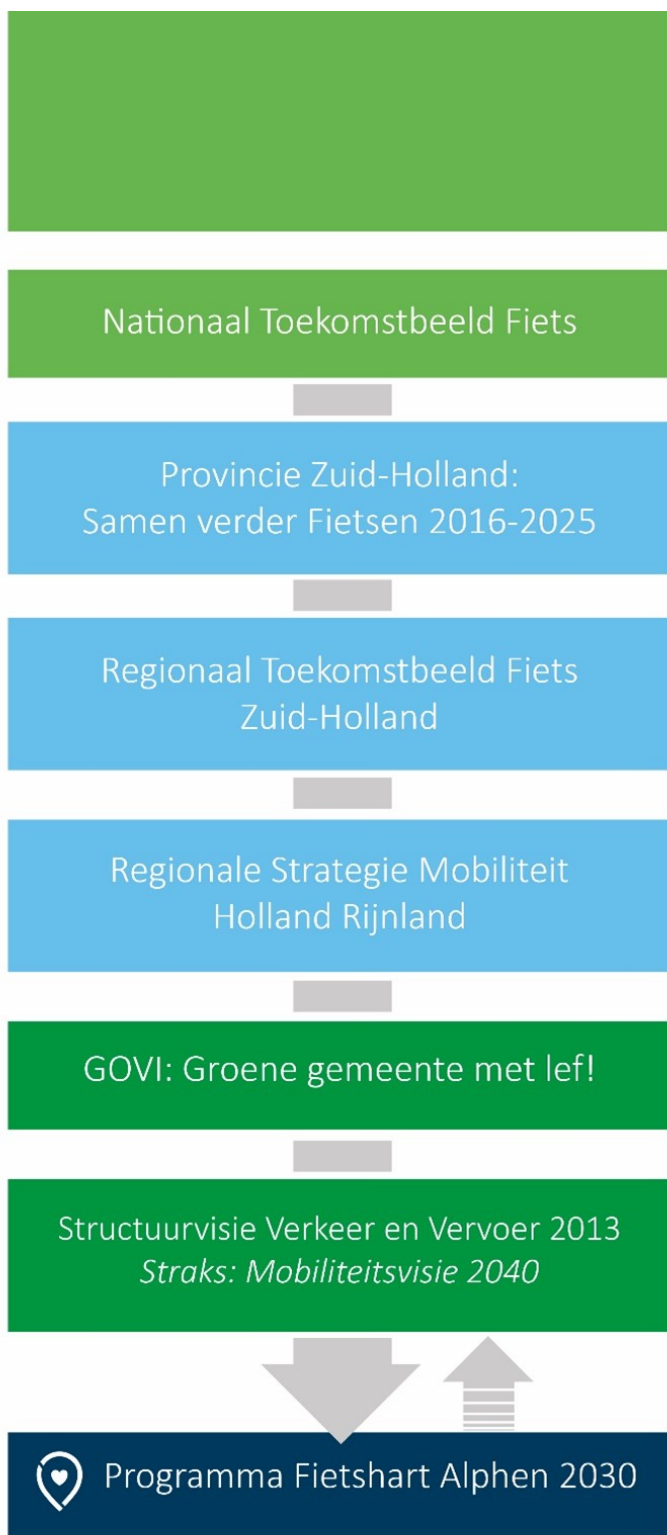 Nationaal Toekomstbeeld Fiets
Provincie Zuid-Holland:
Samen verder Fietsen 2016-2025
Regionaal Toekomstbeeld Fiets
Zuid-Holland
Regionale Strategie Mobiliteit
Holland Rijnland
GOVI: Groene gemeente met lef!
Structuurvisie Verkeer en Vervoer 2013
Straks: Mobiliteitsvisie 2040
Programma Fietshart Alphen 2030